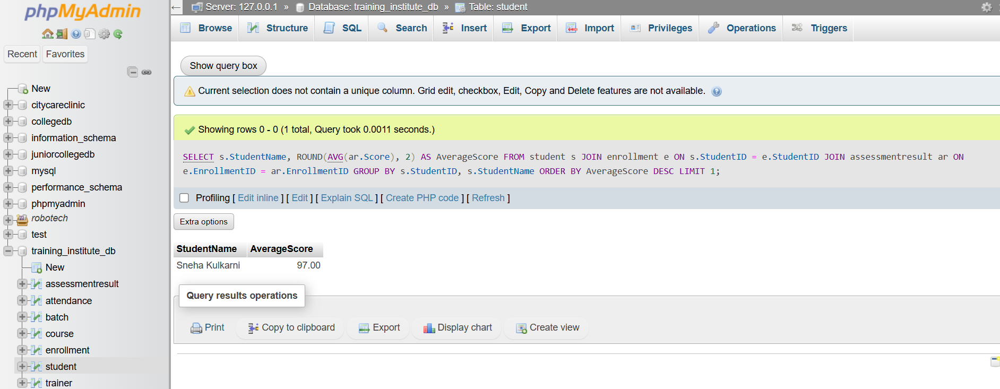 phpMyAdmin
Recent Favorites
New
citycareclinic
collegedb
information_schema
juniorcollegedb
mysql
performance_schema
phpmyadmin
robotech
test
training_institute_db
New
assessmentresult
attendance
batch
course
enrollment
student
trainer
← Server: 127.0.0.1 » Database: training_institute_db » Table: student
Browse Structure SQL Search Insert Export Import Privileges Operations Triggers
Show query box
Current selection does not contain a unique column. Grid edit, checkbox, Edit, Copy and Delete features are not available.
Showing rows 0 - 0 (1 total, Query took 0.0011 seconds.)
SELECT s.StudentName, ROUND(AVG(ar.Score), 2) AS AverageScore FROM student s JOIN enrollment e ON s.StudentID = e.StudentID JOIN assessmentresult ar ON
e.EnrollmentID = ar.EnrollmentID GROUP BY s.StudentID, s.StudentName ORDER BY AverageScore DESC LIMIT 1;
Profiling [ Edit inline ] [ Edit ] [ Explain SQL ] [ Create PHP code ] [ Refresh ]
Extra options
StudentName AverageScore
Sneha Kulkarni 97.00
Query results operations
Print Copy to clipboard Export Display chart Create view